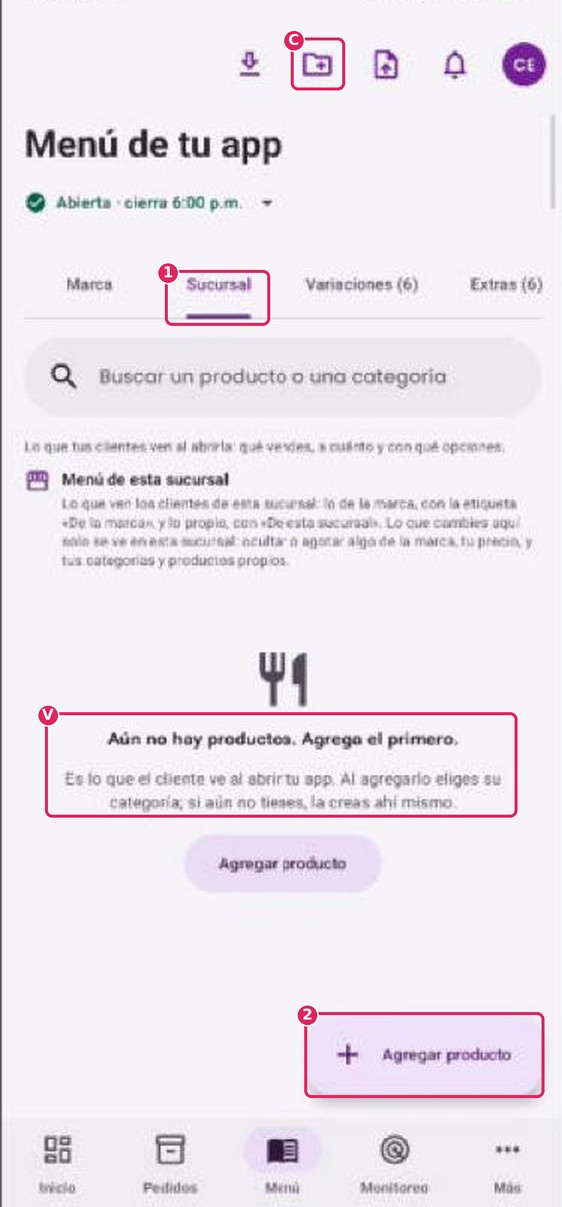 C
CE
Menú de tu app
Abierta · cierra 6:00 p.m.
1
Marca
Sucursal
Variaciones (6)
Extras (6)
Buscar un producto o una categoría
Lo que tus clientes ven al abrirla: qué vendes, a cuánto y con qué opciones.
Menú de esta sucursal
Lo que ven los clientes de esta sucursal: lo de la marca, con la etiqueta
«De la marca», y lo propio, con «De esta sucursal». Lo que cambies aquí
solo se ve en esta sucursal: ocultar o agotar algo de la marca, tu precio, y
tus categorías y productos propios.
V
Aún no hay productos. Agrega el primero.
Es lo que el cliente ve al abrir tu app. Al agregarlo eliges su
categoría; si aún no tienes, la creas ahí mismo.
Agregar producto
2
Agregar producto
Inicio
Pedidos
Menú
Monitoreo
Más